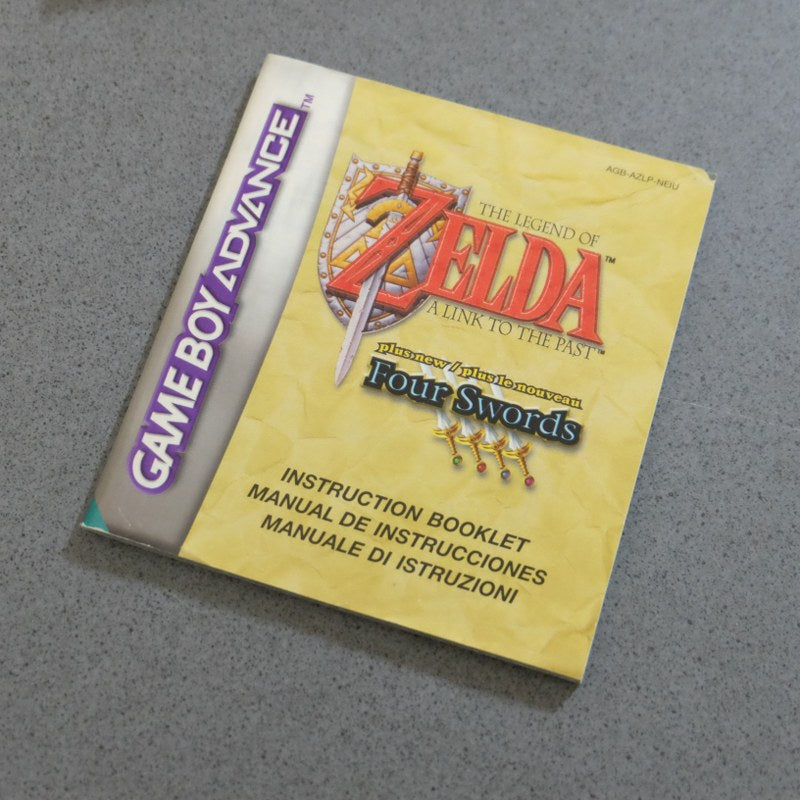 GAME BOY ADVANCE™
AGB-AZLP-NEIU
THE LEGEND OF
ZELDA™
A LINK TO THE PAST™
plus new / plus le nouveau
Four Swords
INSTRUCTION BOOKLET
MANUAL DE INSTRUCCIONES
MANUALE DI ISTRUZIONI